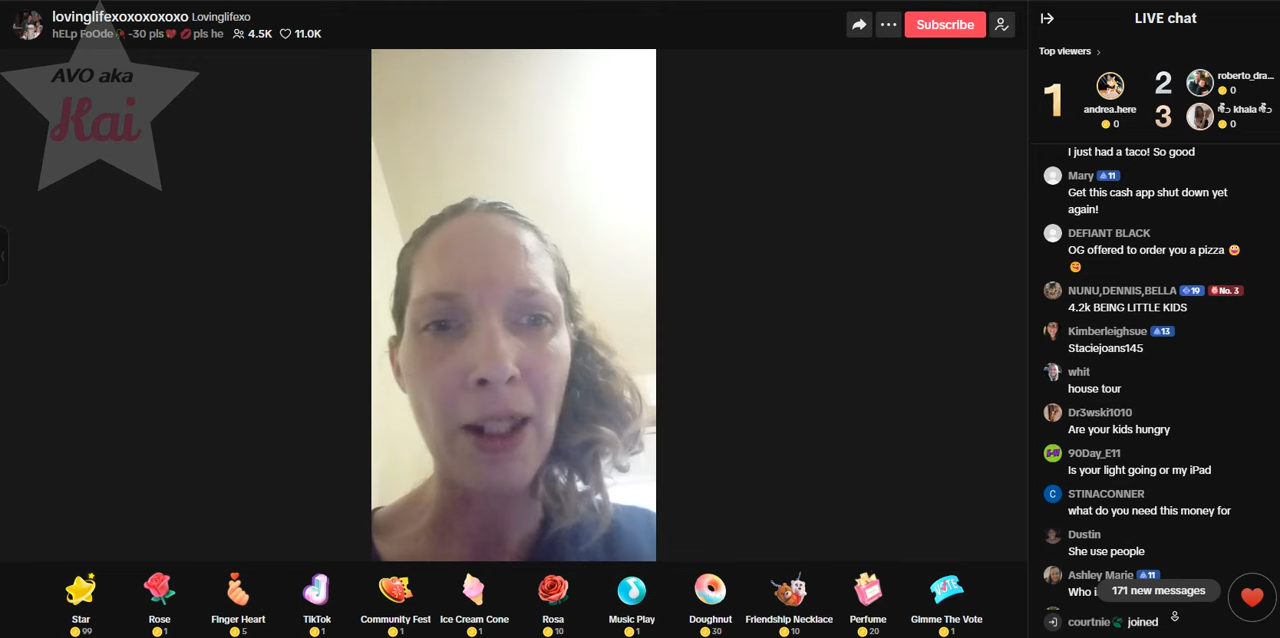 lovinglifexoxoxoxoxo Lovinglifexo
hELp FoOde -30 pls pls he 4.5K 11.0K
Subscribe
AVO aka
Kai
LIVE chat
Top viewers
1
andrea.here
0
2
roberto_dra...
0
3
khala
0
I just had a taco! So good
Mary 11
Get this cash app shut down yet
again!
DEFIANT BLACK
OG offered to order you a pizza
NUNU,DENNIS,BELLA 19 No. 3
4.2k BEING LITTLE KIDS
Kimberleighsue 13
Staciejoans145
whit
house tour
Dr3wski1010
Are your kids hungry
90Day_E11
Is your light going or my iPad
C STINACONNER
what do you need this money for
Dustin
She use people
Ashley Marie 11
Who i
171 new messages
courtnie joined
Star Rose Finger Heart TikTok Community Fest Ice Cream Cone Rosa Music Play Doughnut Friendship Necklace Perfume GImme The Vote
99 1 5 1 1 1 10 1 30 10 20 1
VOTE